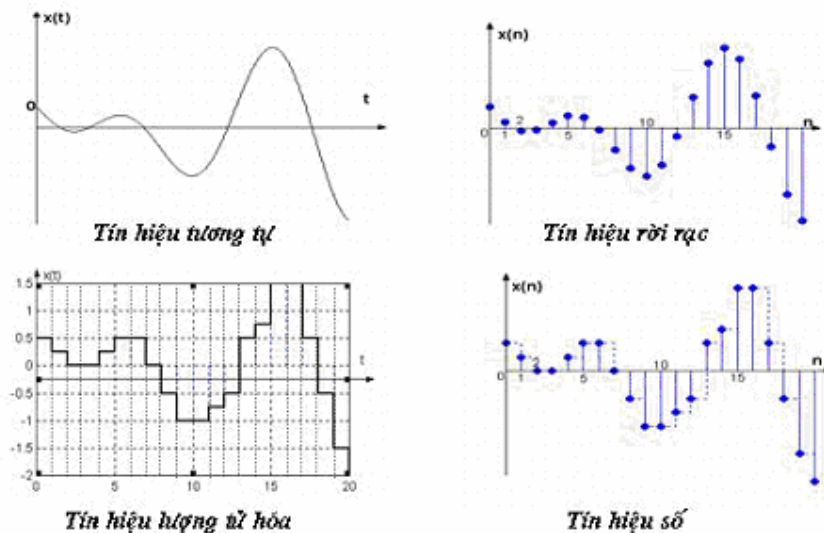 x(t)
O
t
Tín hiệu tương tự
x(n)
0 1 2 5 10 15 n
Tín hiệu rời rạc
x(t)
1.5
1
0.5
0
t
-0.5
-1
-1.5
-2
0 5 10 15 20
Tín hiệu lượng tử hóa
x(n)
0 1 2 5 10 15 20 n
Tín hiệu số